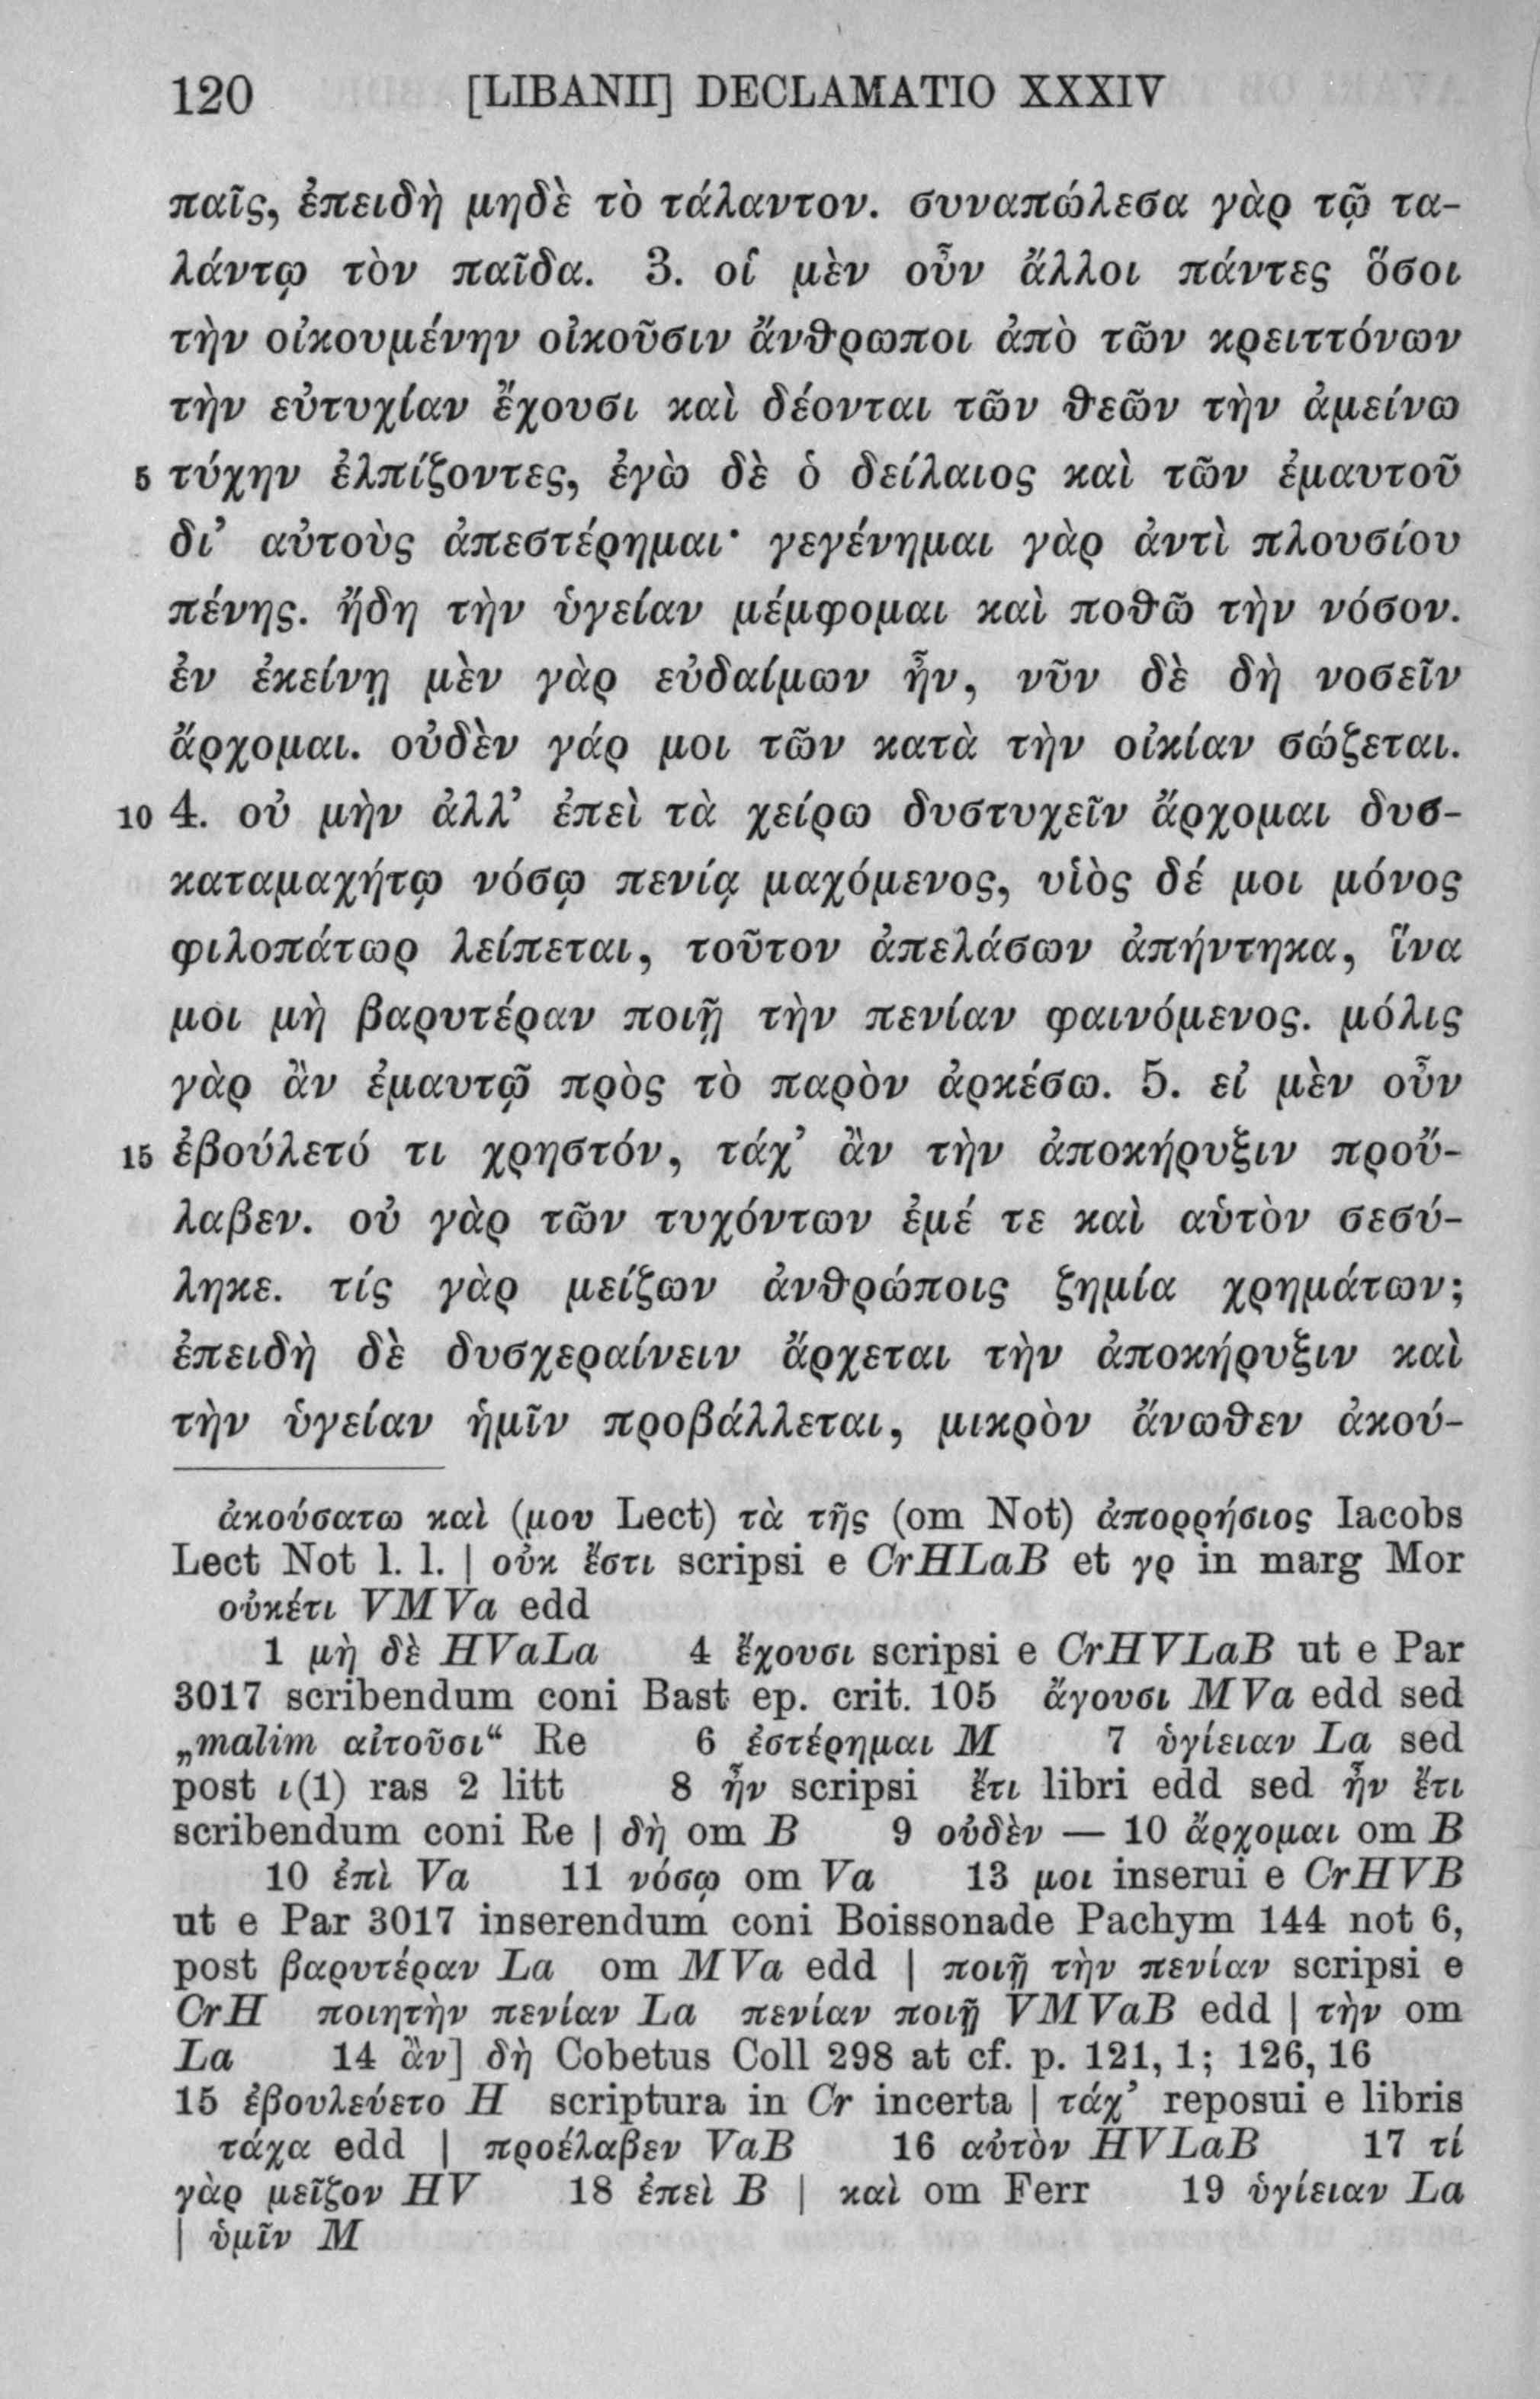 120 [LIBANII] DECLAMATIO XXXIV
παῖς, ἐπειδὴ μηδὲ τὸ τάλαντον. συναπώλεσα γὰρ τῷ τα-
λάντῳ τὸν παῖδα. 3. οἱ μὲν οὖν ἄλλοι πάντες ὅσοι
τὴν οἰκουμένην οἰκοῦσιν ἄνθρωποι ἀπὸ τῶν κρειττόνων
τὴν εὐτυχίαν ἔχουσι καὶ δέονται τῶν θεῶν τὴν ἀμείνω
5 τύχην ἐλπίζοντες, ἐγὼ δὲ ὁ δείλαιος καὶ τῶν ἐμαυτοῦ
δι’ αὐτοὺς ἀπεστέρημαι· γεγένημαι γὰρ ἀντὶ πλουσίου
πένης. ἤδη τὴν ὑγείαν μέμφομαι καὶ ποθῶ τὴν νόσον.
ἐν ἐκείνῃ μὲν γὰρ εὐδαίμων ἦν, νῦν δὲ δὴ νοσεῖν
ἄρχομαι. οὐδὲν γάρ μοι τῶν κατὰ τὴν οἰκίαν σώζεται.
10 4. οὐ μὴν ἀλλ’ ἐπεὶ τὰ χείρω δυστυχεῖν ἄρχομαι δυσ-
καταμαχήτῳ νόσῳ πενίᾳ μαχόμενος, υἱὸς δέ μοι μόνος
φιλοπάτωρ λείπεται, τοῦτον ἀπελάσων ἀπήντηκα, ἵνα
μοι μὴ βαρυτέραν ποιῇ τὴν πενίαν φαινόμενος. μόλις
γὰρ ἂν ἐμαυτῷ πρὸς τὸ παρὸν ἀρκέσω. 5. εἰ μὲν οὖν
15 ἐβούλετό τι χρηστόν, τάχ’ ἂν τὴν ἀποκήρυξιν προὔ-
λαβεν. οὐ γὰρ τῶν τυχόντων ἐμέ τε καὶ αὑτὸν σεσύ-
ληκε. τίς γὰρ μείζων ἀνθρώποις ζημία χρημάτων;
ἐπειδὴ δὲ δυσχεραίνειν ἄρχεται τὴν ἀποκήρυξιν καὶ
τὴν ὑγείαν ἡμῖν προβάλλεται, μικρὸν ἄνωθεν ἀκού-
ἀκούσατω καὶ (μου Lect) τὰ τῆς (om Not) ἀπορρήσιος Iacobs
Lect Not l. l. | οὐκ ἔστι scripsi e CrHLaB et γρ in marg Mor
οὐκέτι VMVa edd
1 μὴ δὲ HVaLa 4 ἔχουσι scripsi e CrHVLaB ut e Par
3017 scribendum coni Bast ep. crit. 105 ἄγουσι MVa edd sed
„malim αἰτοῦσι“ Re 6 ἐστέρημαι M 7 ὑγίειαν La sed
post ι(1) ras 2 litt 8 ἦν scripsi ἔτι libri edd sed ἦν ἔτι
scribendum coni Re | δὴ om B 9 οὐδὲν — 10 ἄρχομαι om B
10 ἐπὶ Va 11 νόσῳ om Va 13 μοι inserui e CrHVB
ut e Par 3017 inserendum coni Boissonade Pachym 144 not 6,
post βαρυτέραν La om MVa edd | ποιῇ τὴν πενίαν scripsi e
CrH ποιητὴν πενίαν La πενίαν ποιῇ VMVaB edd | τὴν om
La 14 ἂν] δὴ Cobetus Coll 298 at cf. p. 121, 1; 126, 16
15 ἐβουλεύετο H scriptura in Cr incerta | τάχ’ reposui e libris
τάχα edd | προέλαβεν VaB 16 αὐτὸν HVLaB 17 τί
γὰρ μεῖζον HV 18 ἐπεὶ B | καὶ om Ferr 19 ὑγίειαν La
| ὑμῖν M